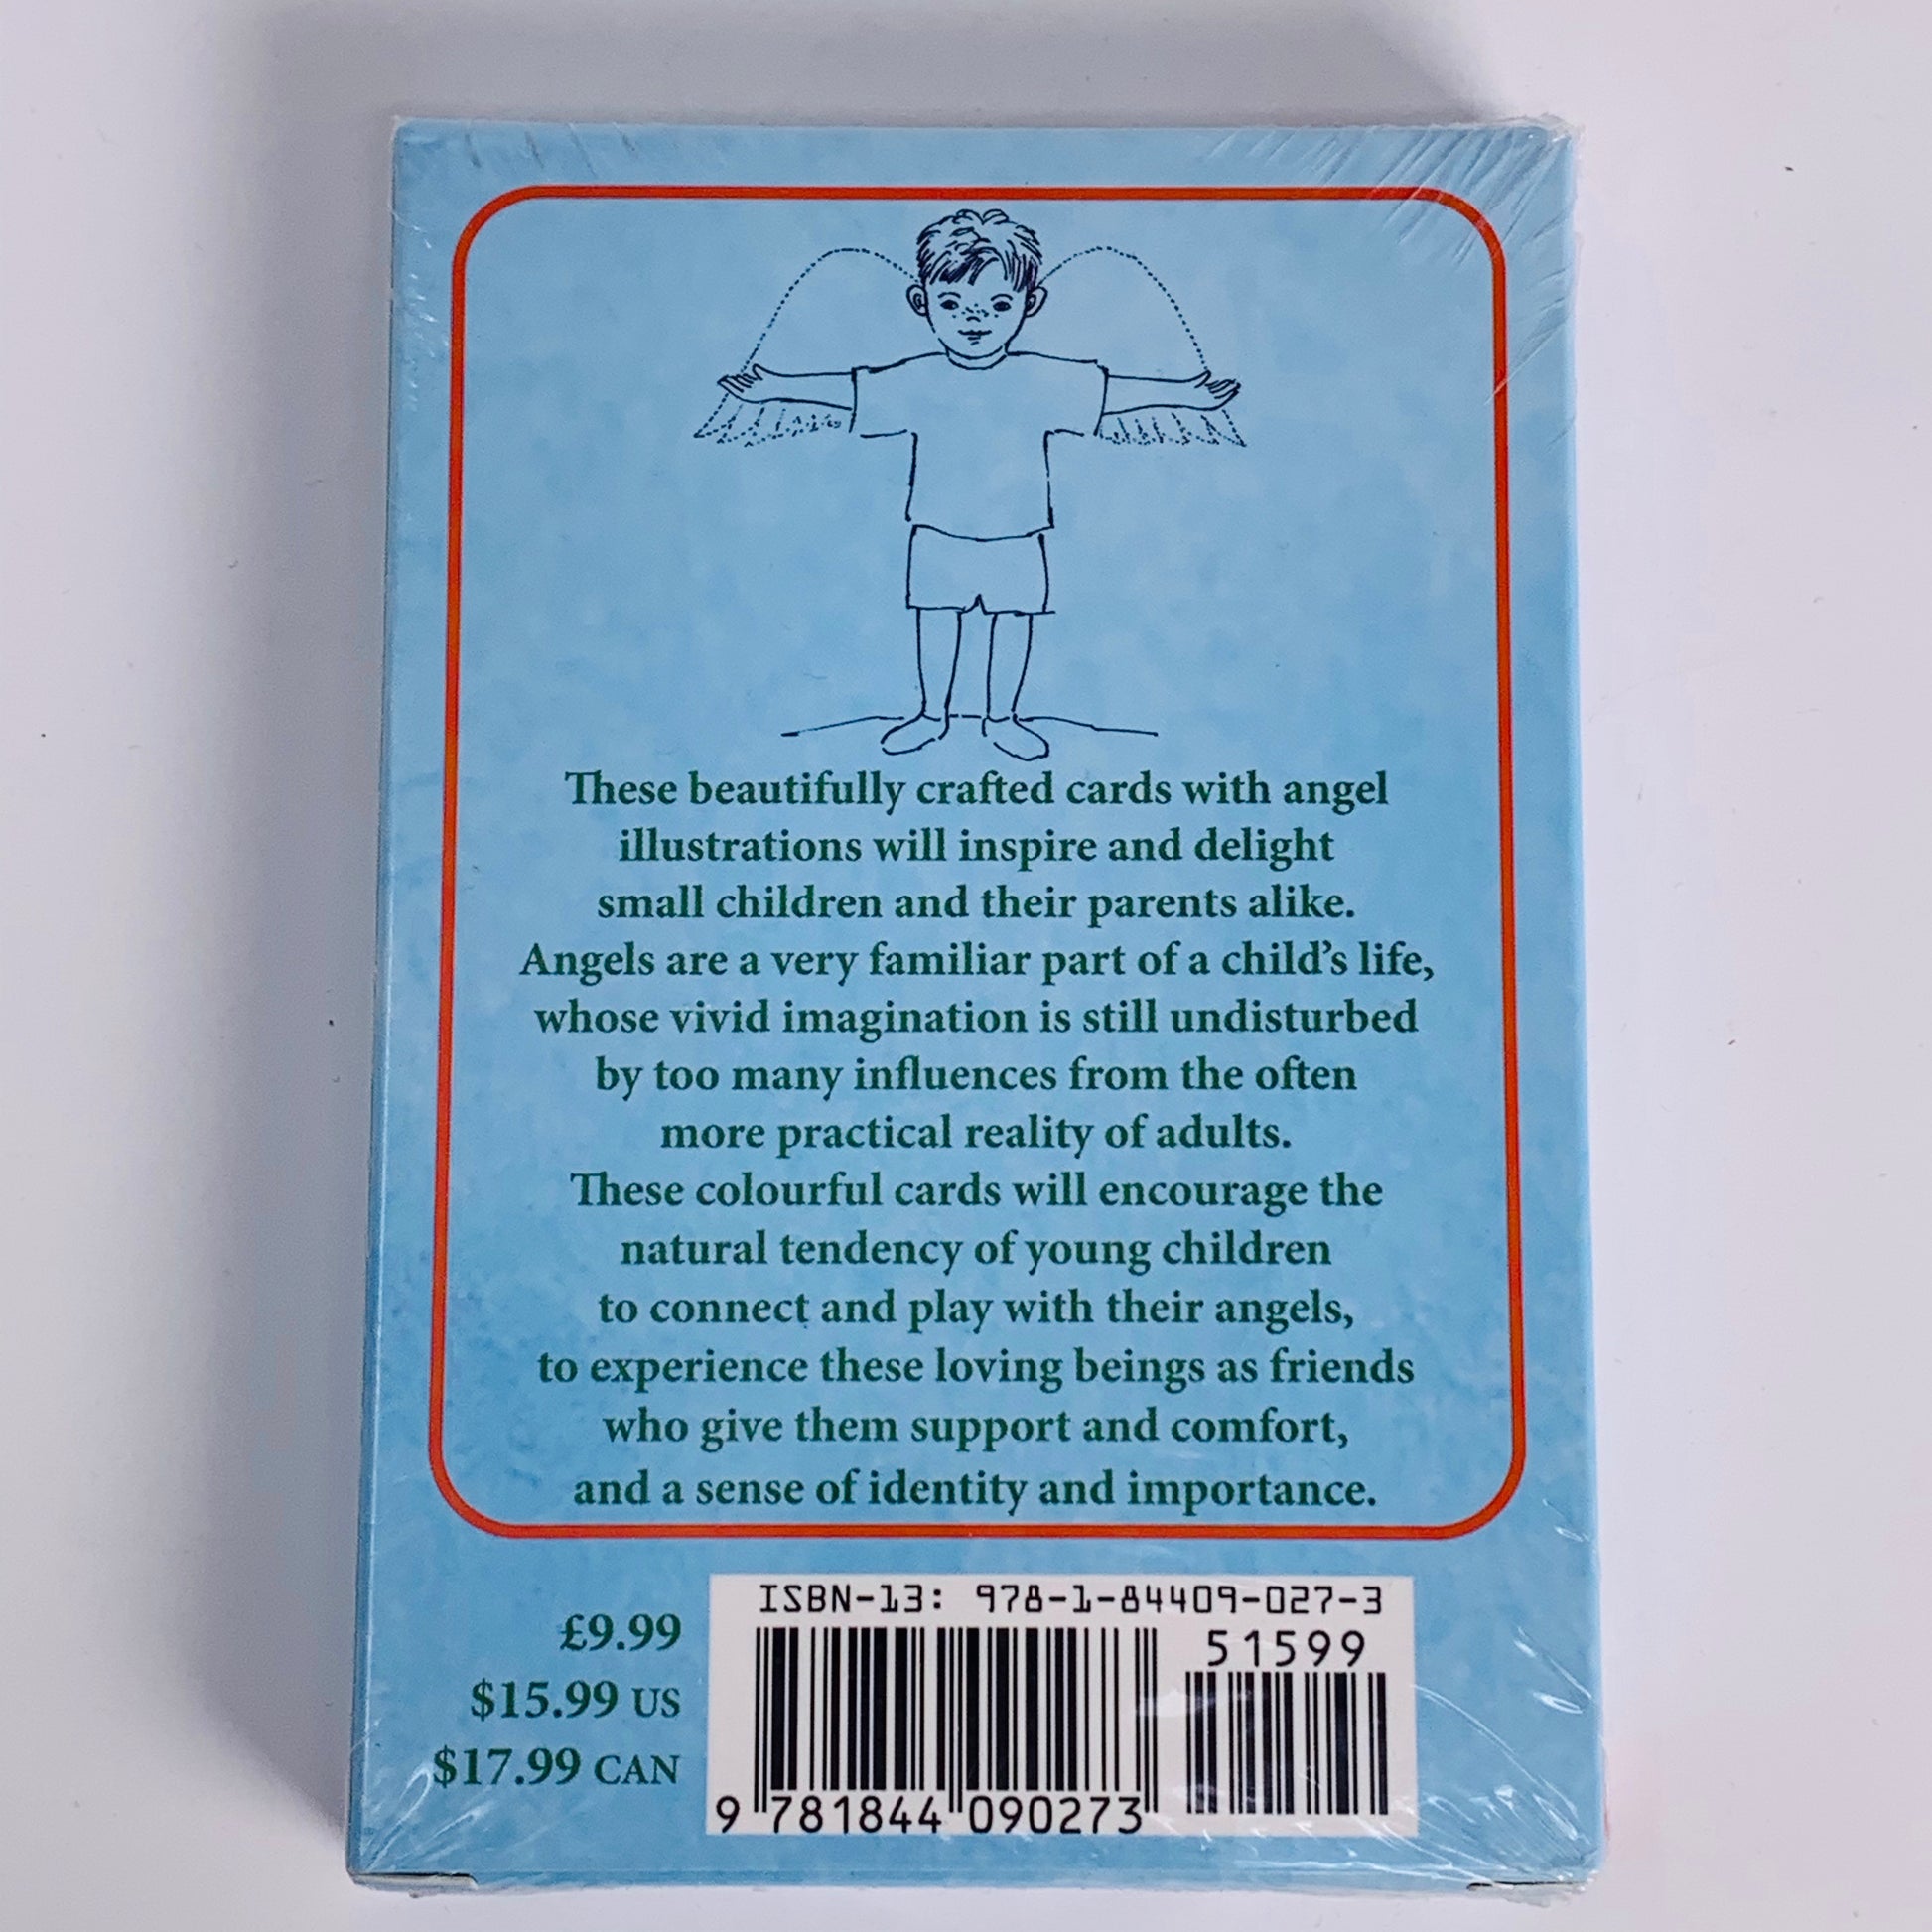 These beautifully crafted cards with angel
illustrations will inspire and delight
small children and their parents alike.
Angels are a very familiar part of a child’s life,
whose vivid imagination is still undisturbed
by too many influences from the often
more practical reality of adults.
These colourful cards will encourage the
natural tendency of young children
to connect and play with their angels,
to experience these loving beings as friends
who give them support and comfort,
and a sense of identity and importance.
£9.99
$15.99 US
$17.99 CAN
ISBN-13: 978-1-84409-027-3
51599
9 781844 090273